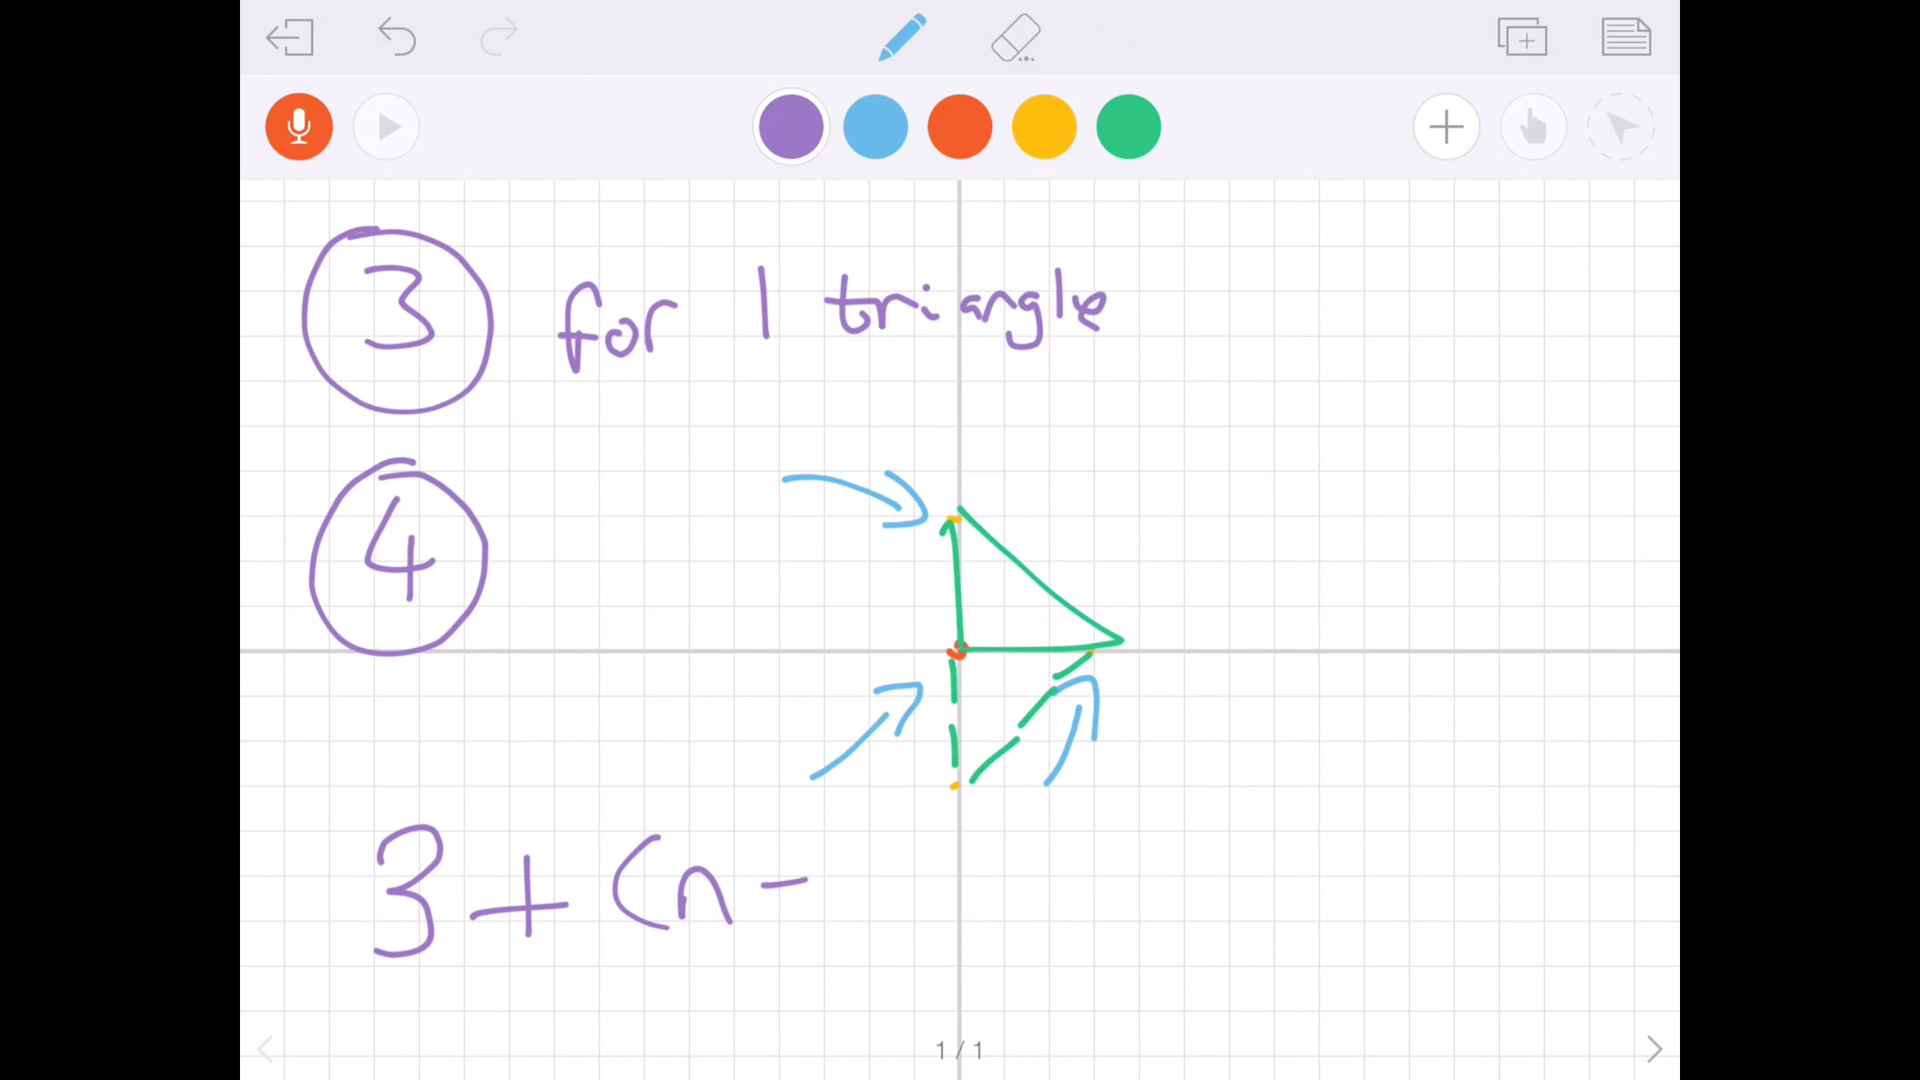 3 for 1 triangle
4
3 + (n -
1 / 1